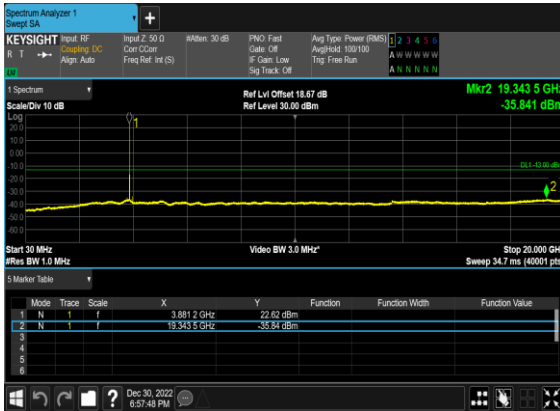 Spectrum Analyzer 1
Swept SA
KEYSIGHT Input: RF Input Z: 50 Ω #Atten: 30 dB PNO: Fast Avg Type: Power (RMS) 1 2 3 4 5 6
R T Coupling: DC Corr CCorr Gate: Off Avg|Hold: 100/100 A W W W W W
Align: Auto Freq Ref: Int (S) IF Gain: Low Trig: Free Run
Sig Track: Off A N N N N N
1 Spectrum Ref Lvl Offset 18.67 dB Mkr2 19.343 5 GHz
Scale/Div 10 dB Ref Level 30.00 dBm -35.841 dBm
Log
20.0
10.0
0.00
-10.0
DL1 -13.00 dBm
-20.0
-30.0
-40.0
-50.0
-60.0
1
2
Start 30 MHz Video BW 3.0 MHz* Stop 20.000 GHz
#Res BW 1.0 MHz Sweep 34.7 ms (40001 pts)
5 Marker Table
Mode Trace Scale X Y Function Function Width Function Value
1 N 1 f 3.881 2 GHz 22.62 dBm
2 N 1 f 19.343 5 GHz -35.84 dBm
3
4
5
6
Dec 30, 2022
6:57:48 PM